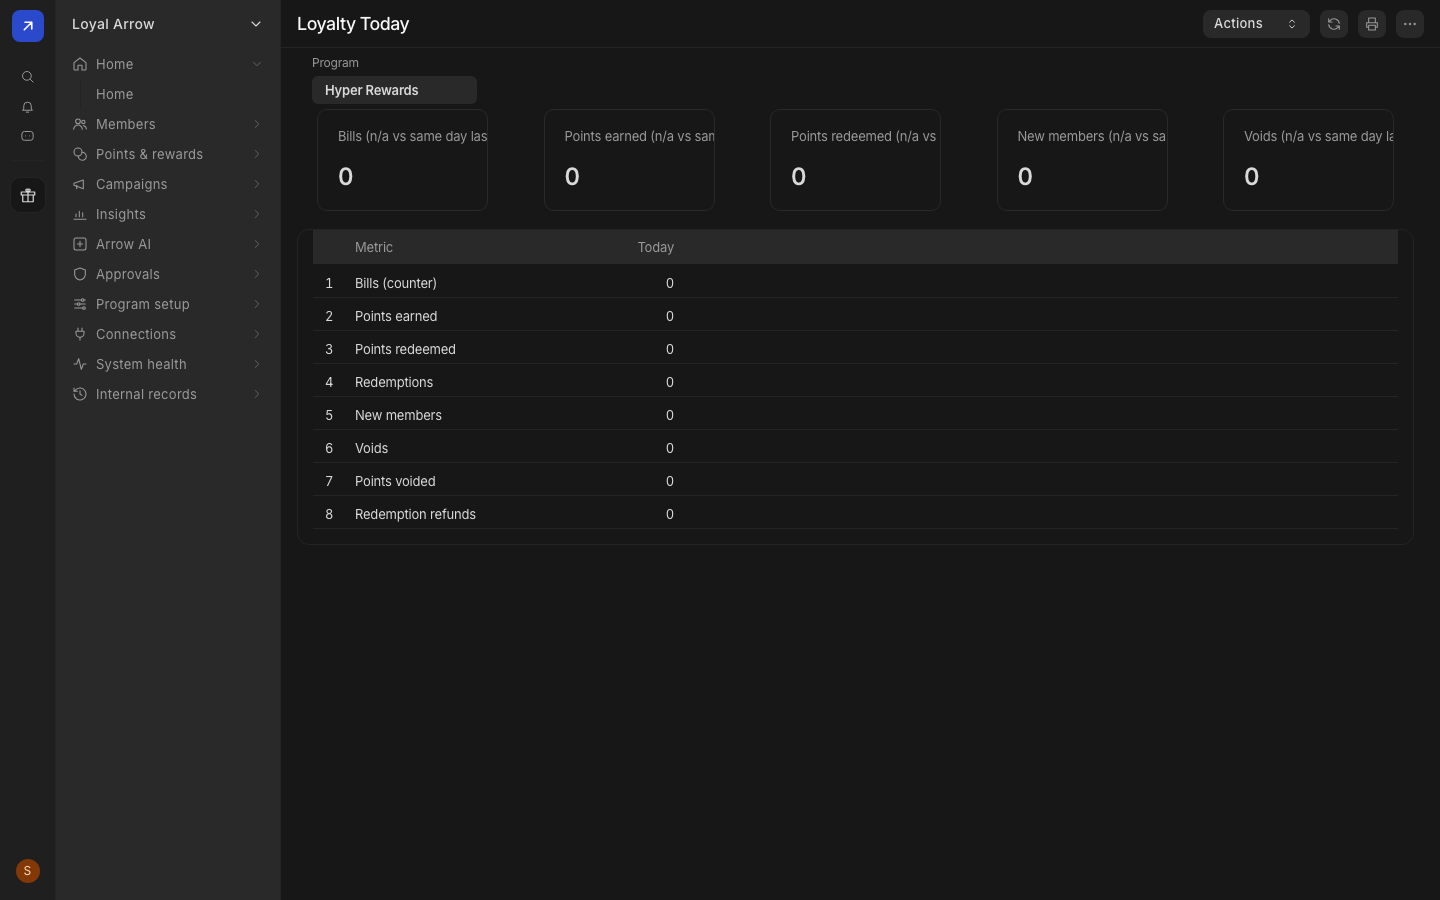 Loyal Arrow
Home
Home
Members
Points & rewards
Campaigns
Insights
Arrow AI
Approvals
Program setup
Connections
System health
Internal records
S
Loyalty Today
Actions
Program
Hyper Rewards
Bills (n/a vs same day las
0
Points earned (n/a vs sam
0
Points redeemed (n/a vs
0
New members (n/a vs sa
0
Voids (n/a vs same day la
0
Metric Today
1 Bills (counter) 0
2 Points earned 0
3 Points redeemed 0
4 Redemptions 0
5 New members 0
6 Voids 0
7 Points voided 0
8 Redemption refunds 0